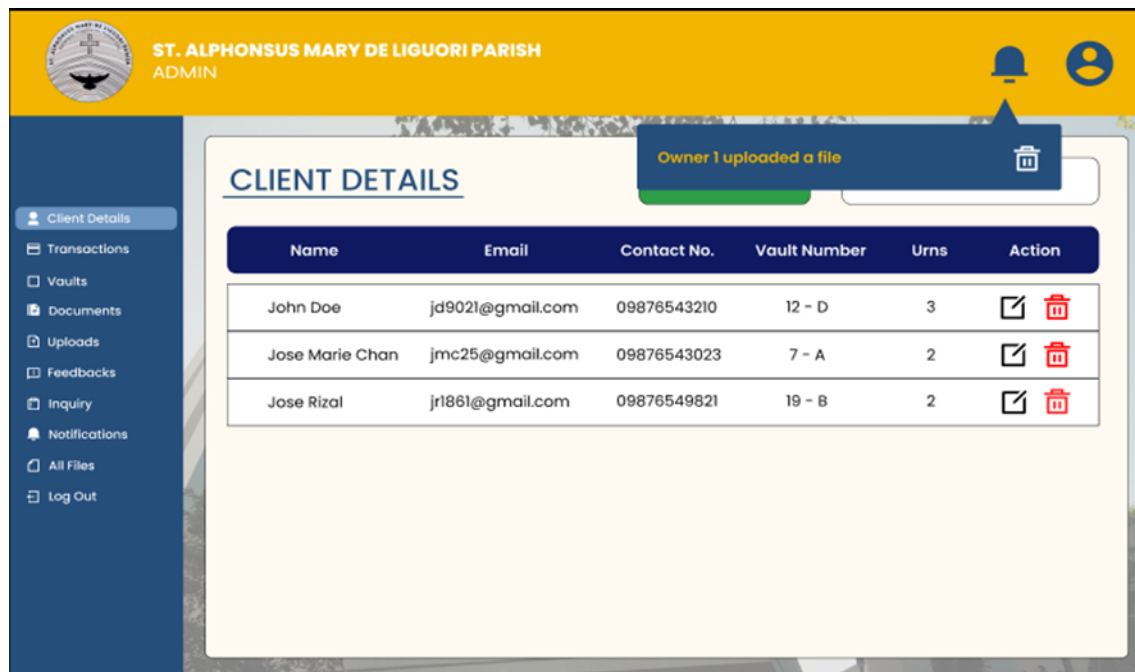 ST. ALPHONSUS MARY DE LIGUORI PARISH
ADMIN
Owner 1 uploaded a file
CLIENT DETAILS
Client Details
Transactions
Vaults
Documents
Uploads
Feedbacks
Inquiry
Notifications
All Files
Log Out
Name Email Contact No. Vault Number Urns Action
John Doe jd9021@gmail.com 09876543210 12 - D 3
Jose Marie Chan jmc25@gmail.com 09876543023 7 - A 2
Jose Rizal jr1861@gmail.com 09876549821 19 - B 2